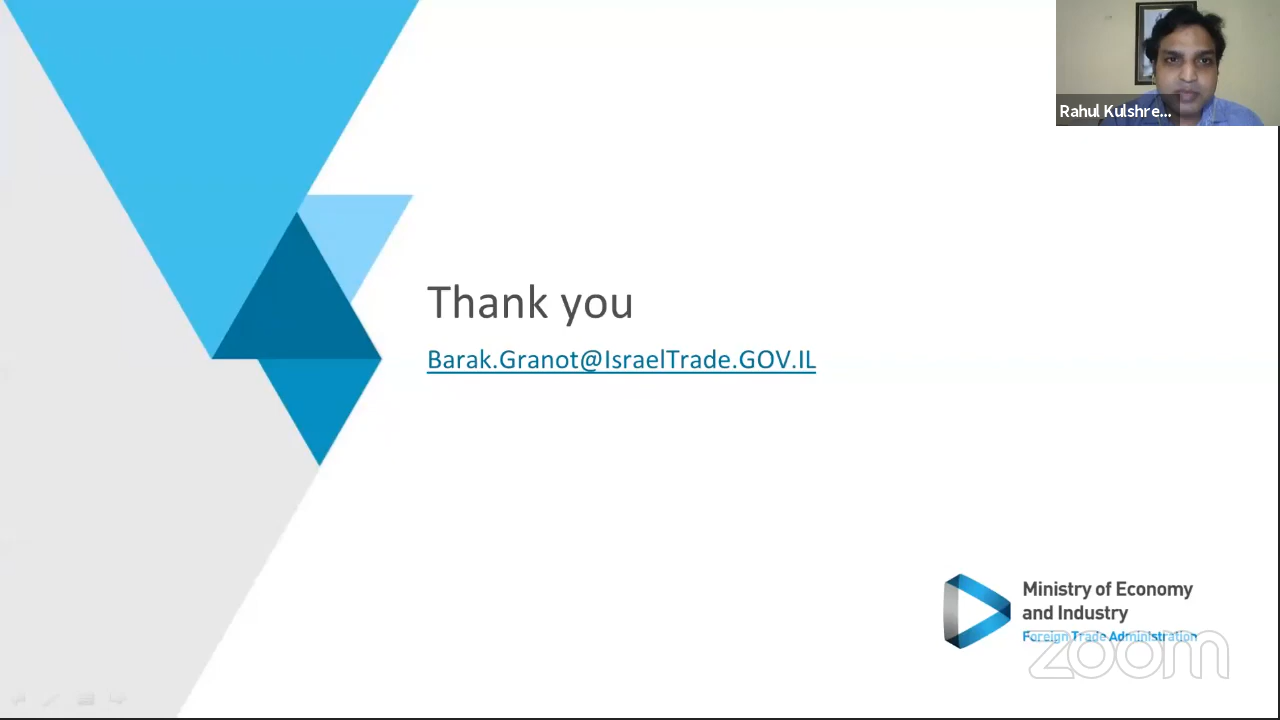 Rahul Kulshre...
Thank you
Barak.Granot@IsraelTrade.GOV.IL
Ministry of Economy
and Industry
Foreign Trade Administration
zoom